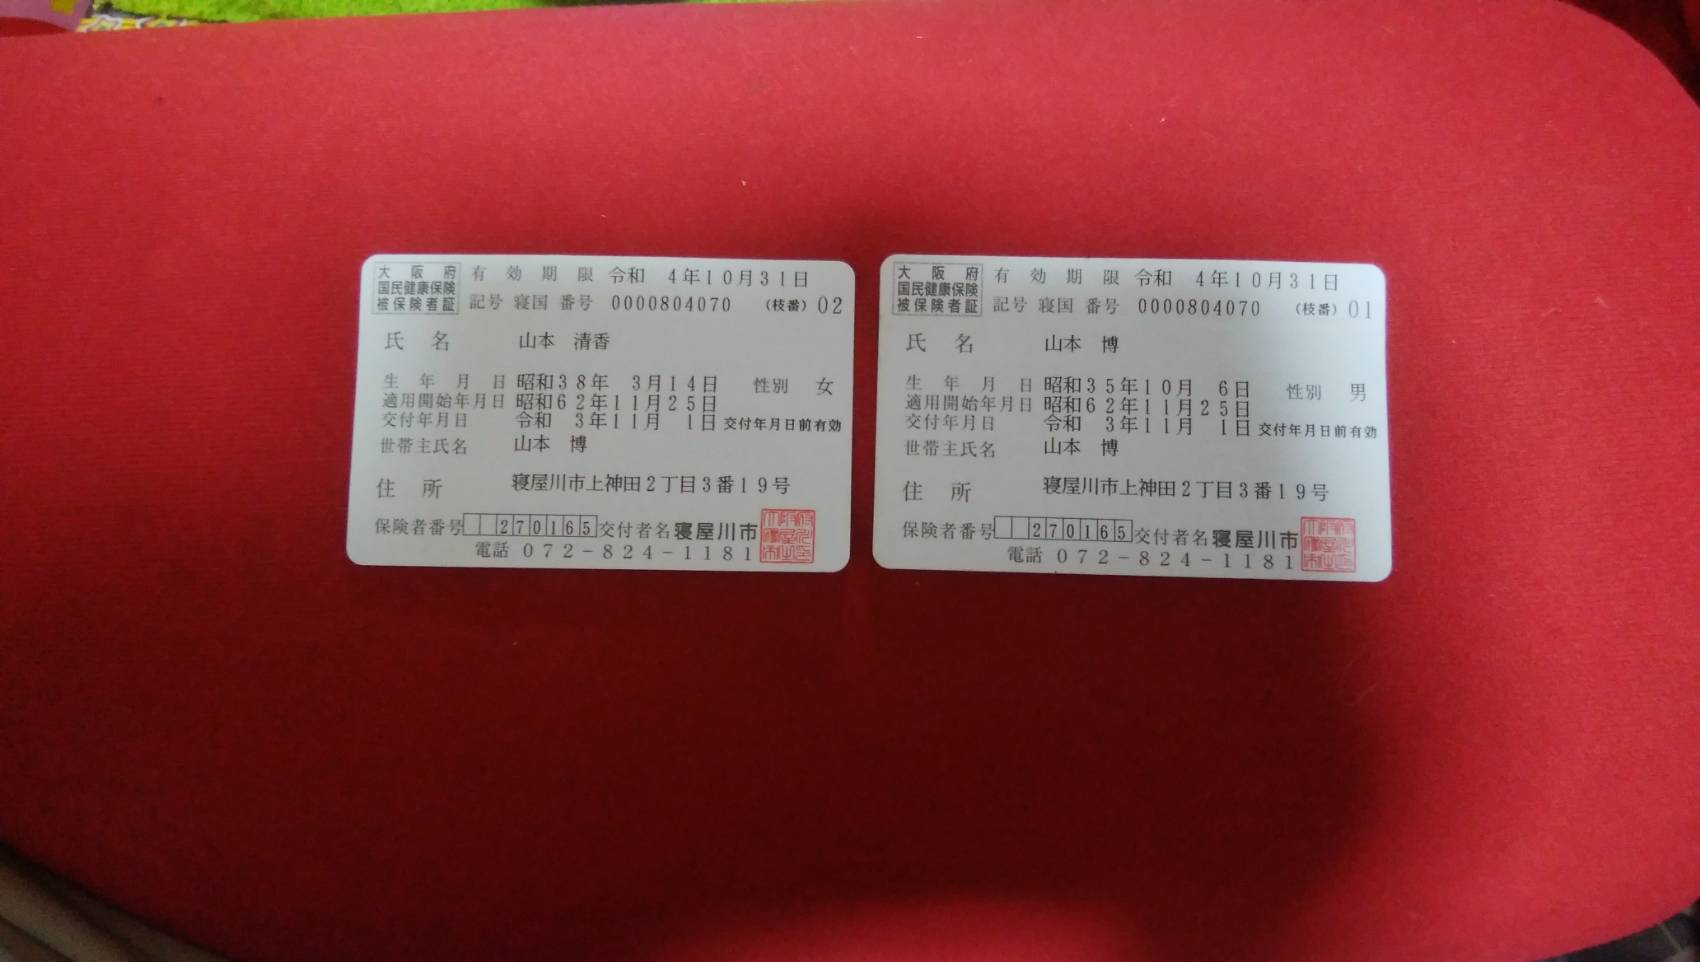 大阪府
国民健康保険
被保険者証
有効期限 令和 4年10月31日
記号 寝国 番号 0000804070 (枝番) 02
氏名 山本 清香
生年月日 昭和38年 3月14日 性別 女
適用開始年月日 昭和62年11月25日
交付年月日 令和 3年11月 1日 交付年月日前有効
世帯主氏名 山本 博
住所 寝屋川市上神田2丁目3番19号
保険者番号 270165 交付者名 寝屋川市
電話 072-824-1181
大阪府
国民健康保険
被保険者証
有効期限 令和 4年10月31日
記号 寝国 番号 0000804070 (枝番) 01
氏名 山本 博
生年月日 昭和35年10月 6日 性別 男
適用開始年月日 昭和62年11月25日
交付年月日 令和 3年11月 1日 交付年月日前有効
世帯主氏名 山本 博
住所 寝屋川市上神田2丁目3番19号
保険者番号 270165 交付者名 寝屋川市
電話 072-824-1181